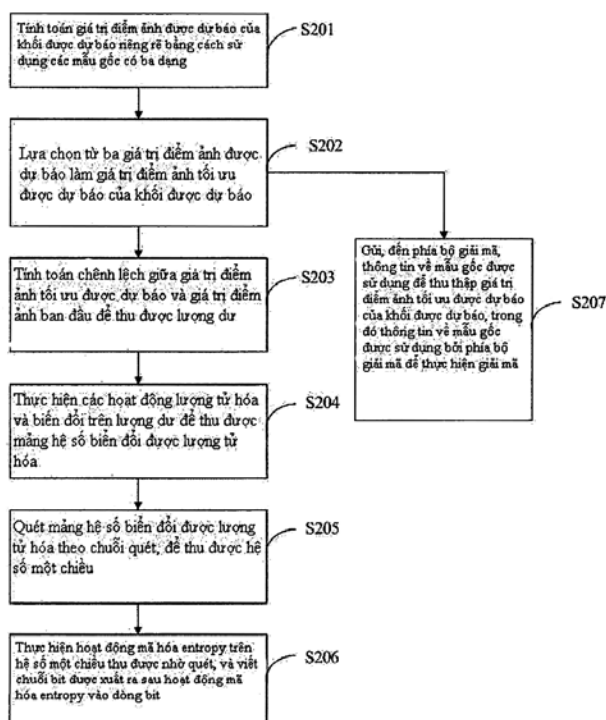 Tính toán giá trị điểm ảnh được dự báo của
khối được dự báo riêng rẽ bằng cách sử
dụng các mẫu gốc có ba dạng
S201
Lựa chọn từ ba giá trị điểm ảnh được
dự báo làm giá trị điểm ảnh tối ưu
được dự báo của khối được dự báo
S202
Tính toán chênh lệch giữa giá trị điểm
ảnh tối ưu được dự báo và giá trị điểm
ảnh ban đầu để thu được lượng dư
S203
Gửi, đến phía bộ giải mã,
thông tin về mẫu gốc được
sử dụng để thu thập giá trị
điểm ảnh tối ưu được dự báo
của khối được dự báo, trong
đó thông tin về mẫu gốc
được sử dụng bởi phía bộ
giải mã để thực hiện giải mã
S207
Thực hiện các hoạt động lượng tử hóa
và biến đổi trên lượng dư để thu được
mảng hệ số biến đổi được lượng tử
hóa
S204
Quét mảng hệ số biến đổi được lượng
tử hóa theo chuỗi quét, để thu được hệ
số một chiều
S205
Thực hiện hoạt động mã hóa entropy trên
hệ số một chiều thu được nhờ quét, và viết
chuỗi bit được xuất ra sau hoạt động mã
hóa entropy vào dòng bit
S206